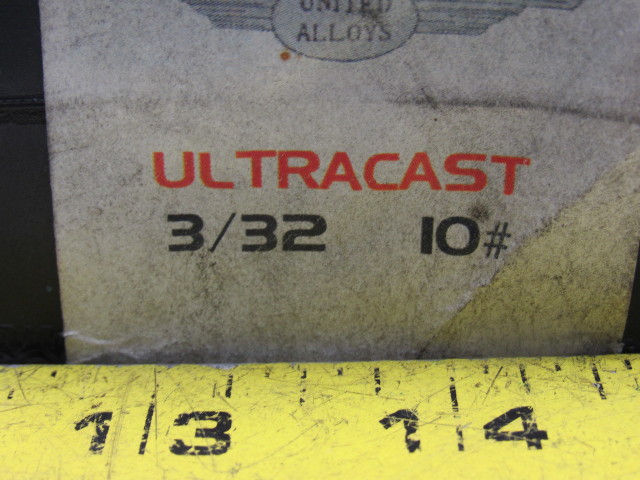 UNITED
ALLOYS
ULTRACAST
3/32 10#
13 14